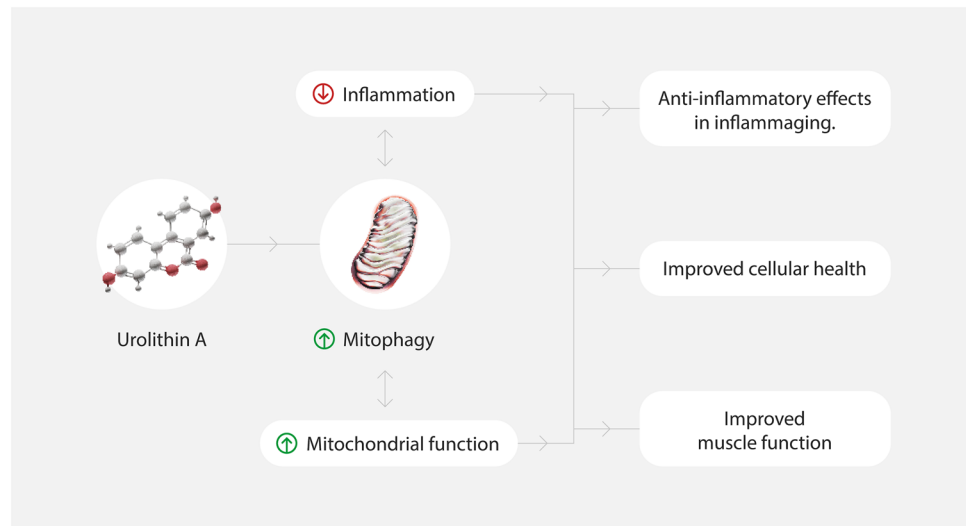 Inflammation
Anti-inflammatory effects
in inflammaging.
Urolithin A
Mitophagy
Improved cellular health
Mitochondrial function
Improved
muscle function